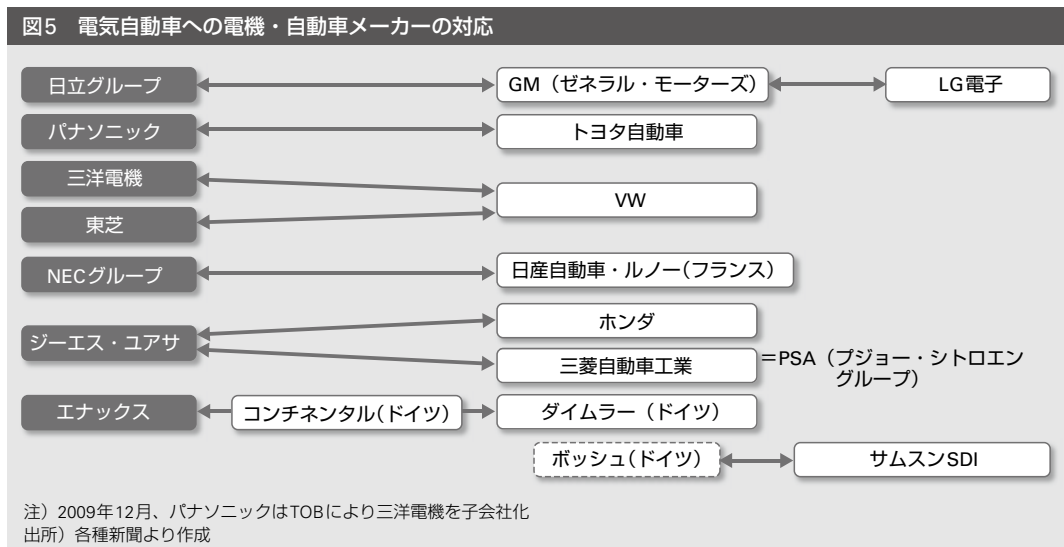 図5 電気自動車への電機・自動車メーカーの対応
日立グループ
GM（ゼネラル・モーターズ）
LG電子
パナソニック
トヨタ自動車
三洋電機
VW
東芝
NECグループ
日産自動車・ルノー（フランス）
ジーエス・ユアサ
ホンダ
三菱自動車工業
＝PSA（プジョー・シトロエン
グループ）
エナックス
コンチネンタル（ドイツ）
ダイムラー（ドイツ）
ボッシュ（ドイツ）
サムスンSDI
注）2009年12月、パナソニックはTOBにより三洋電機を子会社化
出所）各種新聞より作成